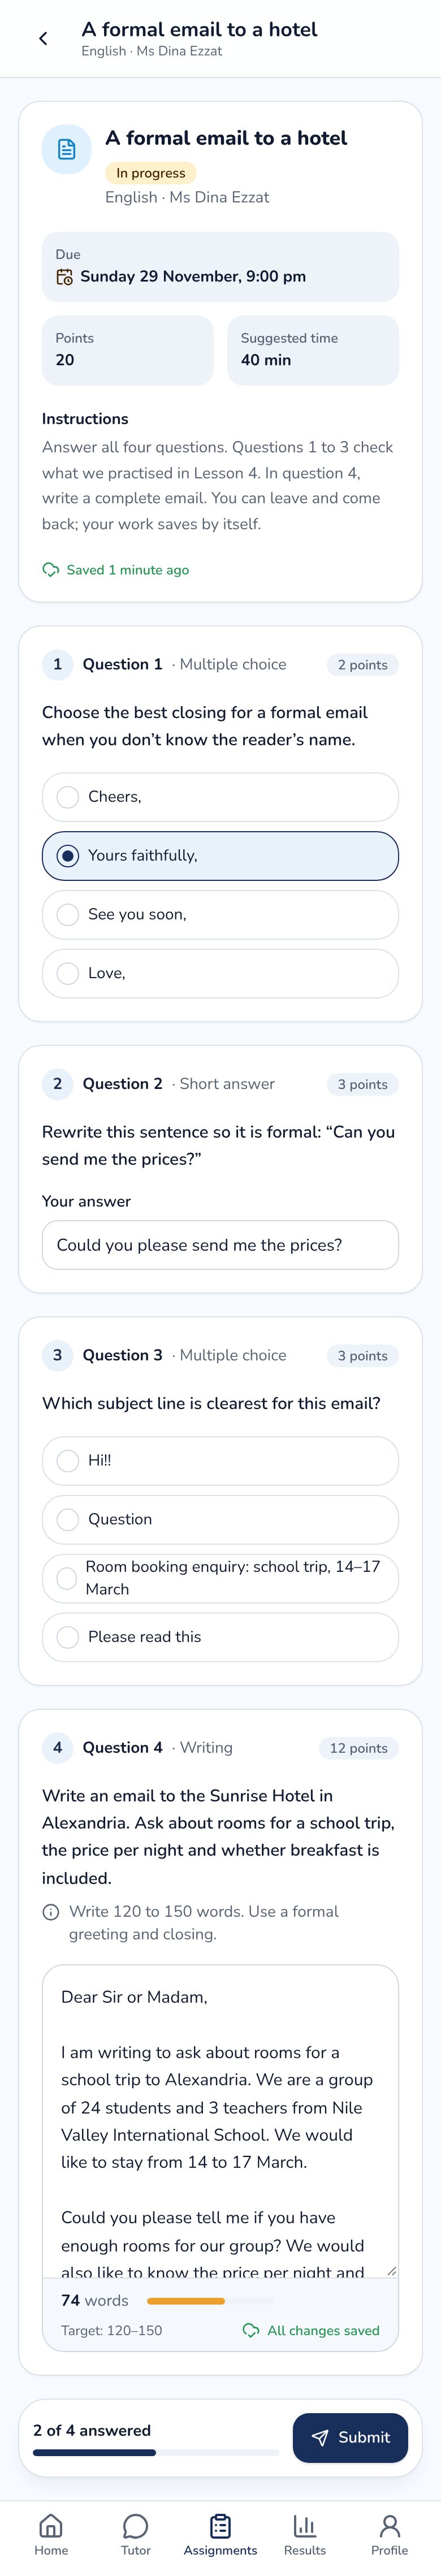 A formal email to a hotel
English · Ms Dina Ezzat
A formal email to a hotel
In progress
English · Ms Dina Ezzat
Due
Sunday 29 November, 9:00 pm
Points
20
Suggested time
40 min
Instructions
Answer all four questions. Questions 1 to 3 check
what we practised in Lesson 4. In question 4,
write a complete email. You can leave and come
back; your work saves by itself.
Saved 1 minute ago
1 Question 1 · Multiple choice 2 points
Choose the best closing for a formal email
when you don’t know the reader’s name.
Cheers,
Yours faithfully,
See you soon,
Love,
2 Question 2 · Short answer 3 points
Rewrite this sentence so it is formal: “Can you
send me the prices?”
Your answer
Could you please send me the prices?
3 Question 3 · Multiple choice 3 points
Which subject line is clearest for this email?
Hi!!
Question
Room booking enquiry: school trip, 14–17
March
Please read this
4 Question 4 · Writing 12 points
Write an email to the Sunrise Hotel in
Alexandria. Ask about rooms for a school trip,
the price per night and whether breakfast is
included.
Write 120 to 150 words. Use a formal
greeting and closing.
Dear Sir or Madam,
I am writing to ask about rooms for a
school trip to Alexandria. We are a group
of 24 students and 3 teachers from Nile
Valley International School. We would
like to stay from 14 to 17 March.
Could you please tell me if you have
enough rooms for our group? We would
also like to know the price per night and
74 words
Target: 120–150
All changes saved
2 of 4 answered
Submit
Home
Tutor
Assignments
Results
Profile